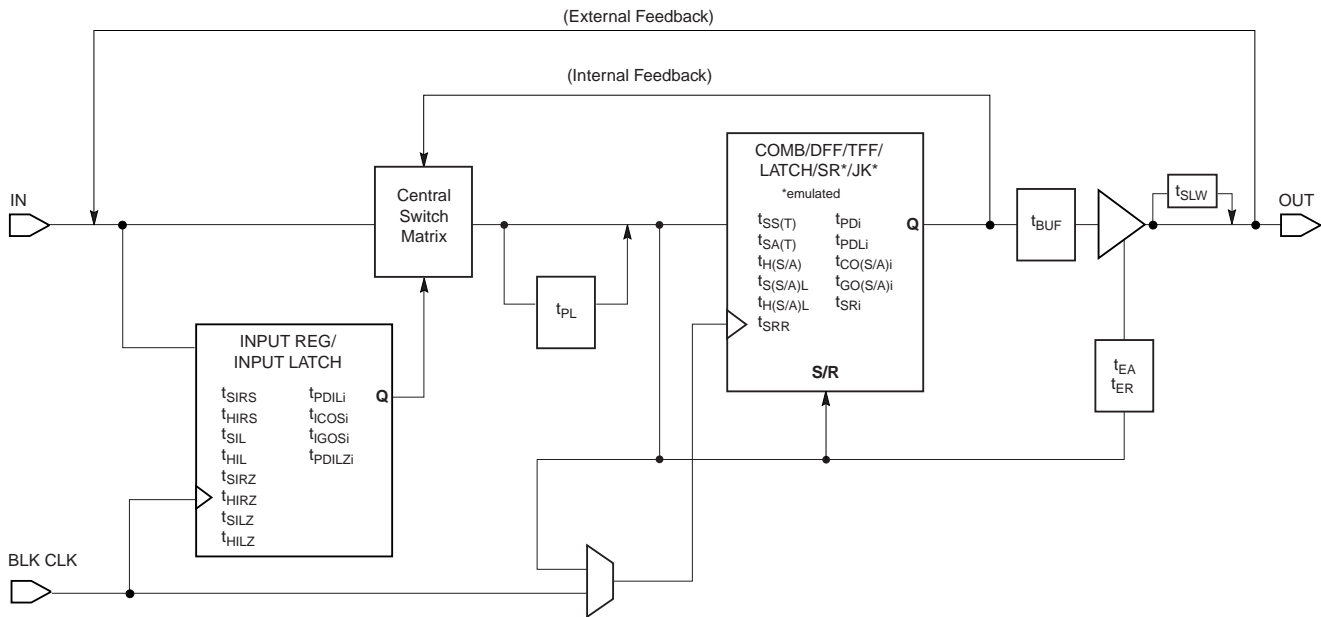 (External Feedback)
(Internal Feedback)
IN
Central
Switch
Matrix
COMB/DFF/TFF/
LATCH/SR*/JK*
*emulated
tSS(T) tPDi Q
tSA(T) tPDLi
tH(S/A) tCO(S/A)i
tS(S/A)L tGO(S/A)i
tH(S/A)L tSRi
tSRR
S/R
tPL
tBUF
tSLW
OUT
tEA
tER
INPUT REG/
INPUT LATCH
tSIRS tPDILi Q
tHIRS tICOSi
tSIL tIGOSi
tHIL tPDILZi
tSIRZ
tHIRZ
tSILZ
tHILZ
BLK CLK